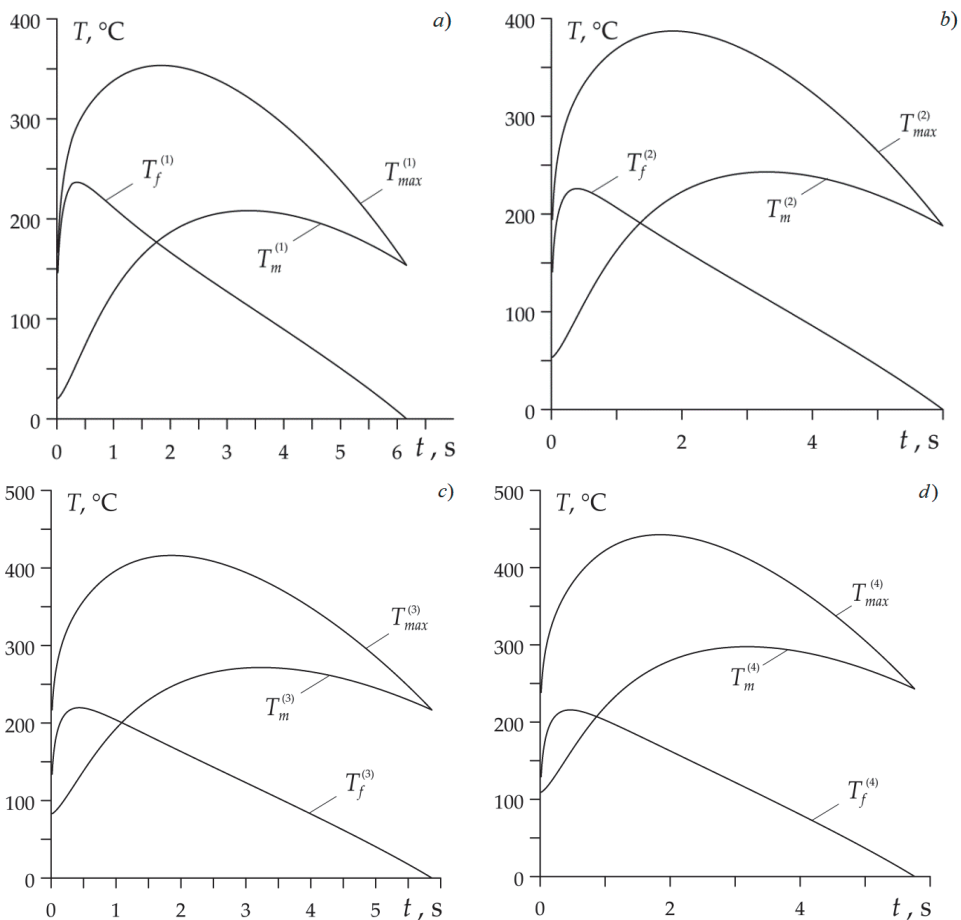 400
T, °C
a)
300
T_f^(1)
T_max^(1)
200
T_m^(1)
100
0
0 1 2 3 4 5 6 t, s
400
T, °C
b)
300
T_max^(2)
T_f^(2)
200
T_m^(2)
100
0
0 2 4 t, s
500
T, °C
c)
400
T_max^(3)
300
T_m^(3)
200
T_f^(3)
100
0
0 1 2 3 4 5 t, s
500
T, °C
d)
400
T_max^(4)
300
T_m^(4)
200
T_f^(4)
100
0
0 2 4 t, s